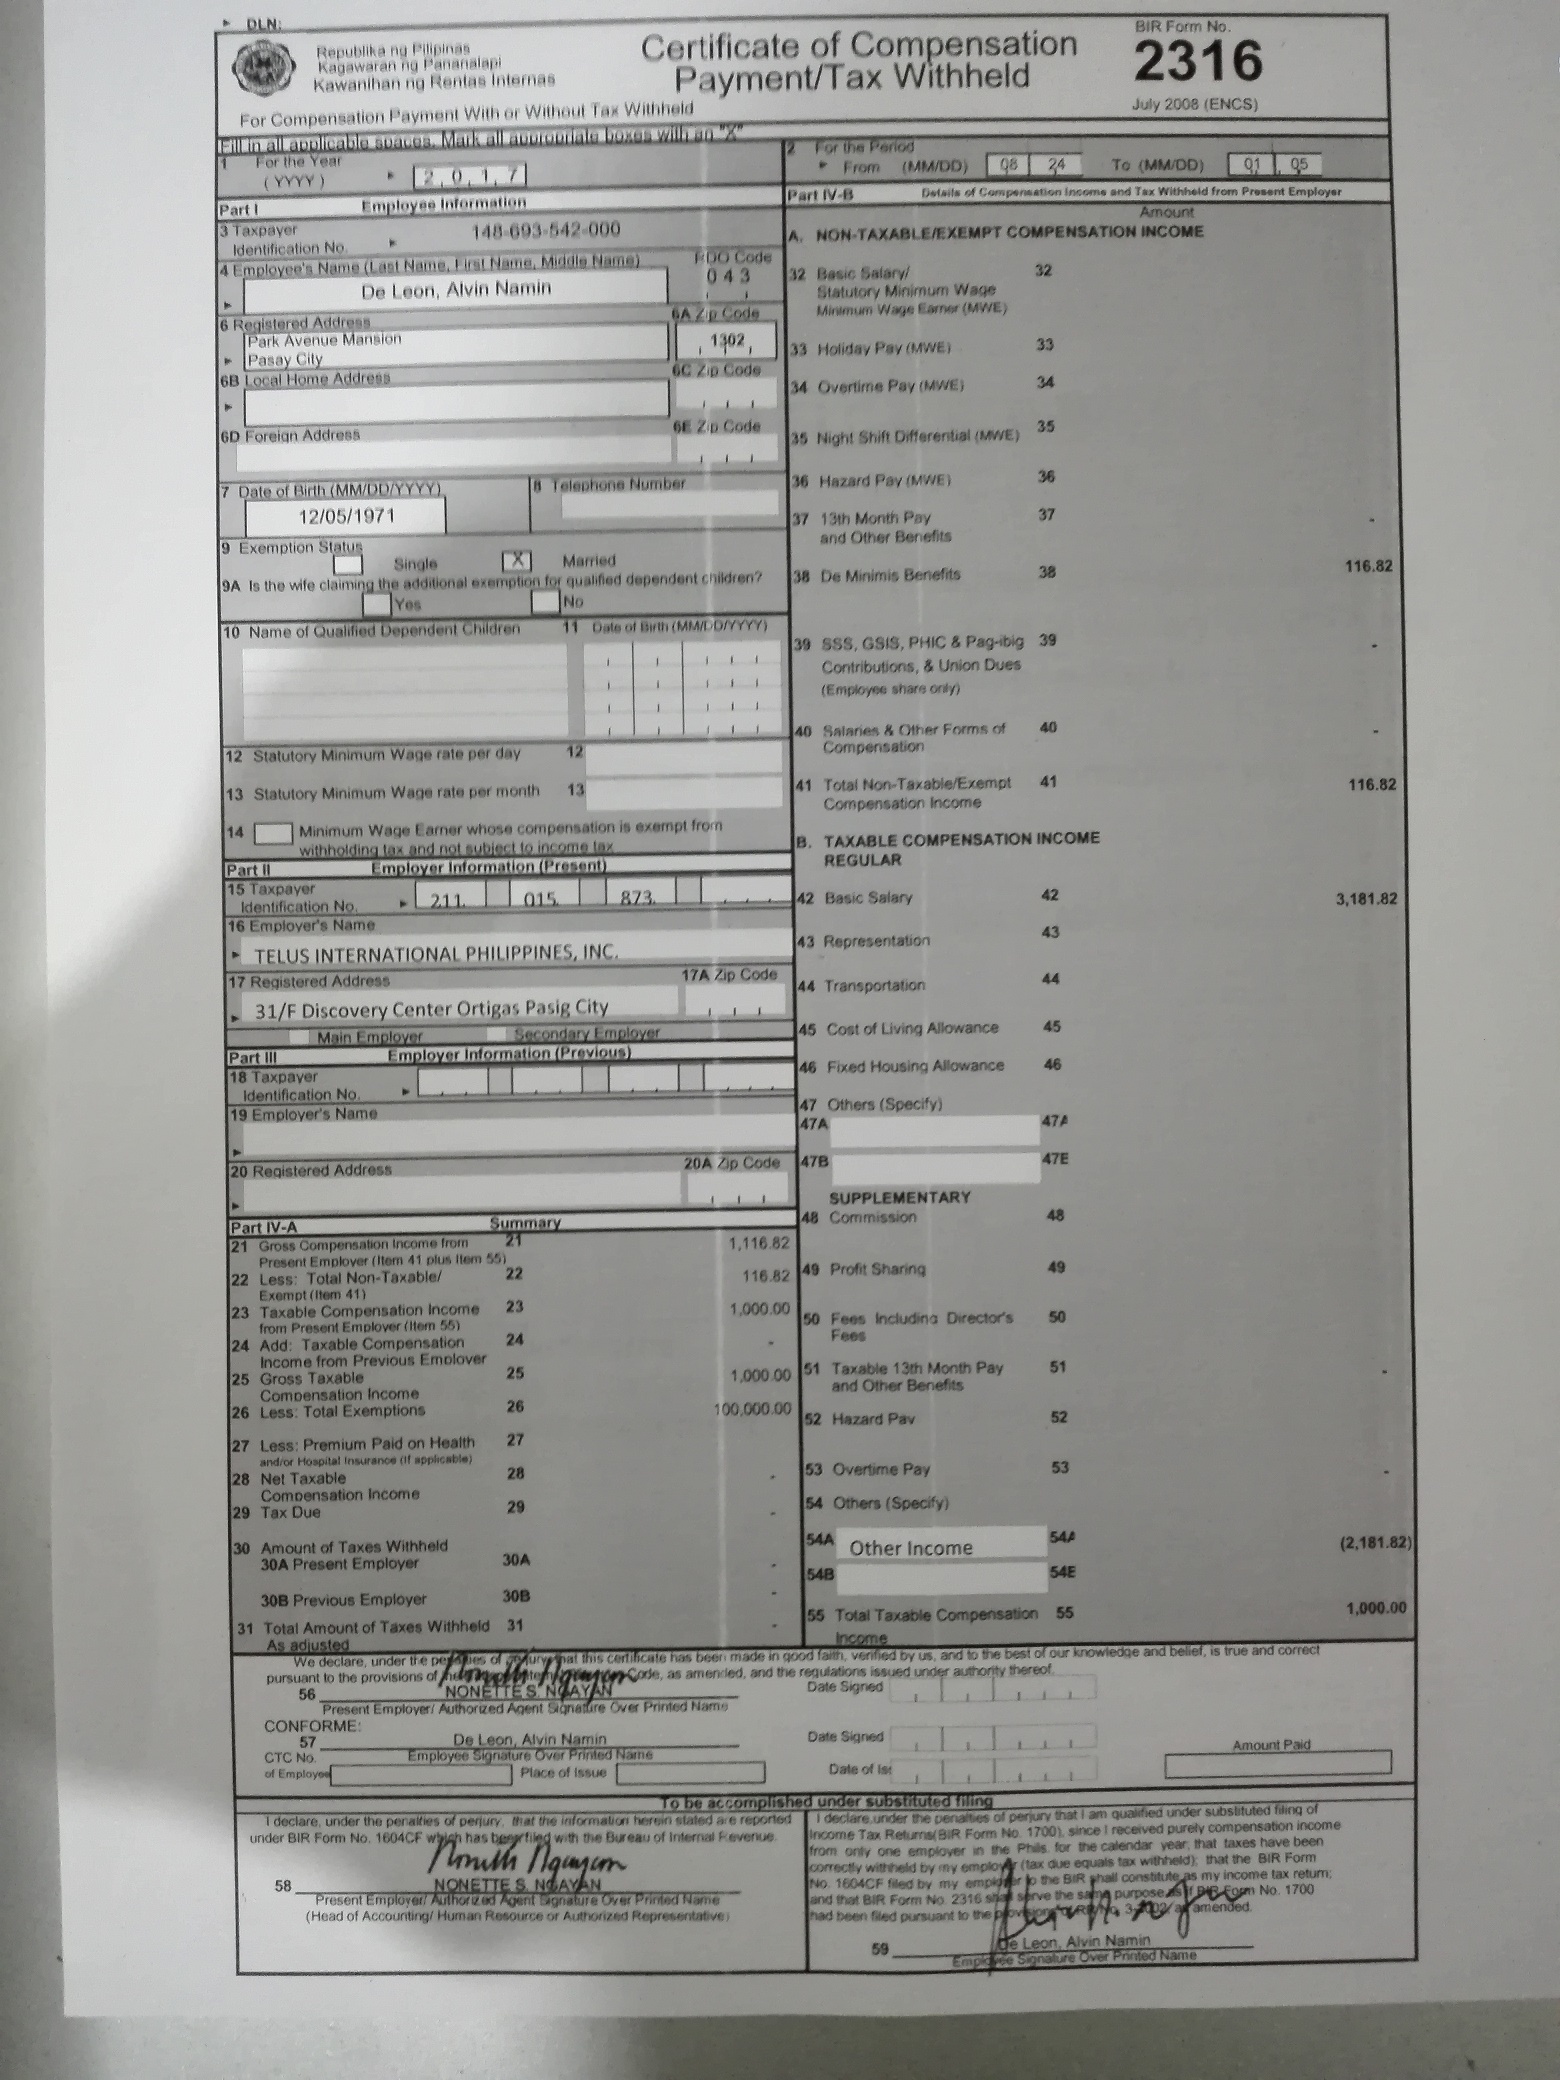 DLN:
Republika ng Pilipinas
Kagawaran ng Pananalapi
Kawanihan ng Rentas Internas
Certificate of Compensation
Payment/Tax Withheld
BIR Form No.
2316
July 2008 (ENCS)
For Compensation Payment With or Without Tax Withheld
Fill in all applicable spaces. Mark all appropriate boxes with an "X"
1 For the Year
(YYYY) 2 0 1 7
2 For the Period
From (MM/DD) 08 24 To (MM/DD) 01 05
Part I Employee Information
3 Taxpayer
Identification No. 148-693-542-000
4 Employee's Name (Last Name, First Name, Middle Name) RDO Code
De Leon, Alvin Namin 0 4 3
6 Registered Address 6A Zip Code
Park Avenue Mansion
Pasay City 1302
6B Local Home Address 6C Zip Code
6D Foreign Address 6E Zip Code
7 Date of Birth (MM/DD/YYYY) 8 Telephone Number
12/05/1971
9 Exemption Status
Single X Married
9A Is the wife claiming the additional exemption for qualified dependent children?
Yes No
10 Name of Qualified Dependent Children 11 Date of Birth (MM/DD/YYYY)
12 Statutory Minimum Wage rate per day 12
13 Statutory Minimum Wage rate per month 13
14 Minimum Wage Earner whose compensation is exempt from
withholding tax and not subject to income tax
Part II Employer Information (Present)
15 Taxpayer
Identification No. 211 015 873
16 Employer's Name
TELUS INTERNATIONAL PHILIPPINES, INC.
17 Registered Address 17A Zip Code
31/F Discovery Center Ortigas Pasig City
Main Employer Secondary Employer
Part III Employer Information (Previous)
18 Taxpayer
Identification No.
19 Employer's Name
20 Registered Address 20A Zip Code
Part IV-A Summary
21 Gross Compensation Income from 21 1,116.82
Present Employer (Item 41 plus Item 55)
22 Less: Total Non-Taxable/ 22 116.82
Exempt (Item 41)
23 Taxable Compensation Income 23 1,000.00
from Present Employer (Item 55)
24 Add: Taxable Compensation 24 -
Income from Previous Employer
25 Gross Taxable 25 1,000.00
Compensation Income
26 Less: Total Exemptions 26 100,000.00
27 Less: Premium Paid on Health 27
and/or Hospital Insurance (If applicable)
28 Net Taxable 28 -
Compensation Income
29 Tax Due 29 -
30 Amount of Taxes Withheld
30A Present Employer 30A -
30B Previous Employer 30B -
31 Total Amount of Taxes Withheld 31 -
As adjusted
Part IV-B Details of Compensation Income and Tax Withheld from Present Employer
Amount
A. NON-TAXABLE/EXEMPT COMPENSATION INCOME
32 Basic Salary/ 32
Statutory Minimum Wage
Minimum Wage Earner (MWE)
33 Holiday Pay (MWE) 33
34 Overtime Pay (MWE) 34
35 Night Shift Differential (MWE) 35
36 Hazard Pay (MWE) 36
37 13th Month Pay 37 -
and Other Benefits
38 De Minimis Benefits 38 116.82
39 SSS, GSIS, PHIC & Pag-ibig 39 -
Contributions, & Union Dues
(Employee share only)
40 Salaries & Other Forms of 40 -
Compensation
41 Total Non-Taxable/Exempt 41 116.82
Compensation Income
B. TAXABLE COMPENSATION INCOME
REGULAR
42 Basic Salary 42 3,181.82
43 Representation 43
44 Transportation 44
45 Cost of Living Allowance 45
46 Fixed Housing Allowance 46
47 Others (Specify)
47A 47A
47B 47E
SUPPLEMENTARY
48 Commission 48
49 Profit Sharing 49
50 Fees Including Director's 50
Fees
51 Taxable 13th Month Pay 51 -
and Other Benefits
52 Hazard Pay 52
53 Overtime Pay 53 -
54 Others (Specify)
54A Other Income 54A (2,181.82)
54B 54E
55 Total Taxable Compensation 55 1,000.00
Income
We declare, under the penalties of perjury, that this certificate has been made in good faith, verified by us, and to the best of our knowledge and belief, is true and correct
pursuant to the provisions of Code, as amended, and the regulations issued under authority thereof.
56 NONETTE S. NGAYAN Date Signed
Present Employer/ Authorized Agent Signature Over Printed Name
CONFORME:
57 De Leon, Alvin Namin Date Signed
Employee Signature Over Printed Name
CTC No.
of Employee Place of Issue Date of Iss Amount Paid
To be accomplished under substituted filing
I declare, under the penalties of perjury, that the information herein stated are reported
under BIR Form No. 1604CF which has been filed with the Bureau of Internal Revenue.
58 NONETTE S. NGAYAN
Present Employer/ Authorized Agent Signature Over Printed Name
(Head of Accounting/ Human Resource or Authorized Representative)
I declare,under the penalties of perjury that I am qualified under substituted filing of
Income Tax Returns(BIR Form No. 1700), since I received purely compensation income
from only one employer in the Phils. for the calendar year; that taxes have been
correctly withheld by my employer (tax due equals tax withheld); that the BIR Form
No. 1604CF filed by my employer to the BIR shall constitute as my income tax return;
and that BIR Form No. 2316 shall serve the same purpose as if BIR Form No. 1700
had been filed pursuant to the provisions of RR No. 3-2002, as amended.
59 De Leon, Alvin Namin
Employee Signature Over Printed Name